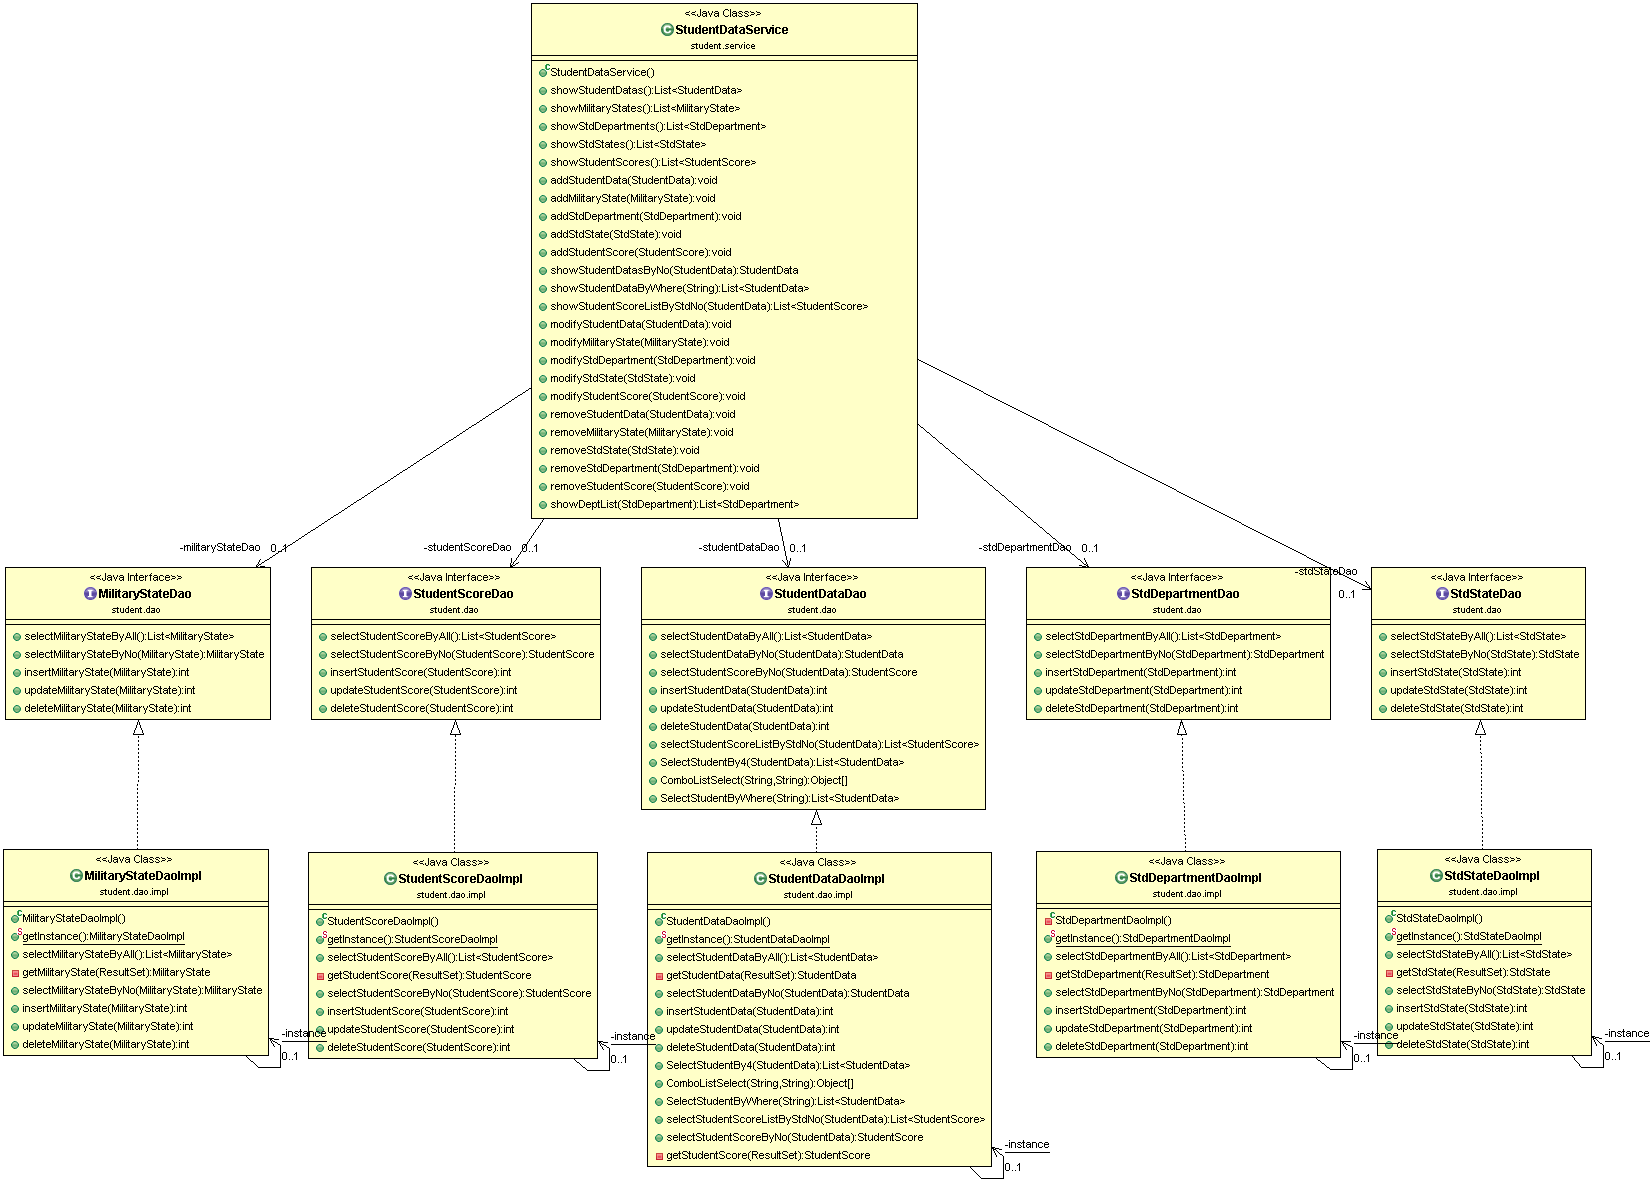 <<Java Class>>
StudentDataService
student.service
StudentDataService()
showStudentDatas():List<StudentData>
showMilitaryStates():List<MilitaryState>
showStdDepartments():List<StdDepartment>
showStdStates():List<StdState>
showStudentScores():List<StudentScore>
addStudentData(StudentData):void
addMilitaryState(MilitaryState):void
addStdDepartment(StdDepartment):void
addStdState(StdState):void
addStudentScore(StudentScore):void
showStudentDatasByNo(StudentData):StudentData
showStudentDataByWhere(String):List<StudentData>
showStudentScoreListByStdNo(StudentData):List<StudentScore>
modifyStudentData(StudentData):void
modifyMilitaryState(MilitaryState):void
modifyStdDepartment(StdDepartment):void
modifyStdState(StdState):void
modifyStudentScore(StudentScore):void
removeStudentData(StudentData):void
removeMilitaryState(MilitaryState):void
removeStdState(StdState):void
removeStdDepartment(StdDepartment):void
removeStudentScore(StudentScore):void
showDeptList(StdDepartment):List<StdDepartment>
-militaryStateDao 0..1
-studentScoreDao 0..1
-studentDataDao 0..1
-stdDepartmentDao 0..1
-stdStateDao
0..1
<<Java Interface>>
MilitaryStateDao
student.dao
selectMilitaryStateByAll():List<MilitaryState>
selectMilitaryStateByNo(MilitaryState):MilitaryState
insertMilitaryState(MilitaryState):int
updateMilitaryState(MilitaryState):int
deleteMilitaryState(MilitaryState):int
<<Java Interface>>
StudentScoreDao
student.dao
selectStudentScoreByAll():List<StudentScore>
selectStudentScoreByNo(StudentScore):StudentScore
insertStudentScore(StudentScore):int
updateStudentScore(StudentScore):int
deleteStudentScore(StudentScore):int
<<Java Interface>>
StudentDataDao
student.dao
selectStudentDataByAll():List<StudentData>
selectStudentDataByNo(StudentData):StudentData
selectStudentScoreByNo(StudentData):StudentScore
insertStudentData(StudentData):int
updateStudentData(StudentData):int
deleteStudentData(StudentData):int
selectStudentScoreListByStdNo(StudentData):List<StudentScore>
SelectStudentBy4(StudentData):List<StudentData>
ComboListSelect(String,String):Object[]
SelectStudentByWhere(String):List<StudentData>
<<Java Interface>>
StdDepartmentDao
student.dao
selectStdDepartmentByAll():List<StdDepartment>
selectStdDepartmentByNo(StdDepartment):StdDepartment
insertStdDepartment(StdDepartment):int
updateStdDepartment(StdDepartment):int
deleteStdDepartment(StdDepartment):int
<<Java Interface>>
StdStateDao
student.dao
selectStdStateByAll():List<StdState>
selectStdStateByNo(StdState):StdState
insertStdState(StdState):int
updateStdState(StdState):int
deleteStdState(StdState):int
<<Java Class>>
MilitaryStateDaoImpl
student.dao.impl
MilitaryStateDaoImpl()
getInstance():MilitaryStateDaoImpl
selectMilitaryStateByAll():List<MilitaryState>
getMilitaryState(ResultSet):MilitaryState
selectMilitaryStateByNo(MilitaryState):MilitaryState
insertMilitaryState(MilitaryState):int
updateMilitaryState(MilitaryState):int
deleteMilitaryState(MilitaryState):int
-instance
0..1
<<Java Class>>
StudentScoreDaoImpl
student.dao.impl
StudentScoreDaoImpl()
getInstance():StudentScoreDaoImpl
selectStudentScoreByAll():List<StudentScore>
getStudentScore(ResultSet):StudentScore
selectStudentScoreByNo(StudentScore):StudentScore
insertStudentScore(StudentScore):int
updateStudentScore(StudentScore):int
deleteStudentScore(StudentScore):int
-instance
0..1
<<Java Class>>
StudentDataDaoImpl
student.dao.impl
StudentDataDaoImpl()
getInstance():StudentDataDaoImpl
selectStudentDataByAll():List<StudentData>
getStudentData(ResultSet):StudentData
selectStudentDataByNo(StudentData):StudentData
insertStudentData(StudentData):int
updateStudentData(StudentData):int
deleteStudentData(StudentData):int
SelectStudentBy4(StudentData):List<StudentData>
ComboListSelect(String,String):Object[]
SelectStudentByWhere(String):List<StudentData>
selectStudentScoreListByStdNo(StudentData):List<StudentScore>
selectStudentScoreByNo(StudentData):StudentScore
getStudentScore(ResultSet):StudentScore
-instance
0..1
<<Java Class>>
StdDepartmentDaoImpl
student.dao.impl
StdDepartmentDaoImpl()
getInstance():StdDepartmentDaoImpl
selectStdDepartmentByAll():List<StdDepartment>
getStdDepartment(ResultSet):StdDepartment
selectStdDepartmentByNo(StdDepartment):StdDepartment
insertStdDepartment(StdDepartment):int
updateStdDepartment(StdDepartment):int
deleteStdDepartment(StdDepartment):int
-instance
0..1
<<Java Class>>
StdStateDaoImpl
student.dao.impl
StdStateDaoImpl()
getInstance():StdStateDaoImpl
selectStdStateByAll():List<StdState>
getStdState(ResultSet):StdState
selectStdStateByNo(StdState):StdState
insertStdState(StdState):int
updateStdState(StdState):int
deleteStdState(StdState):int
-instance
0..1